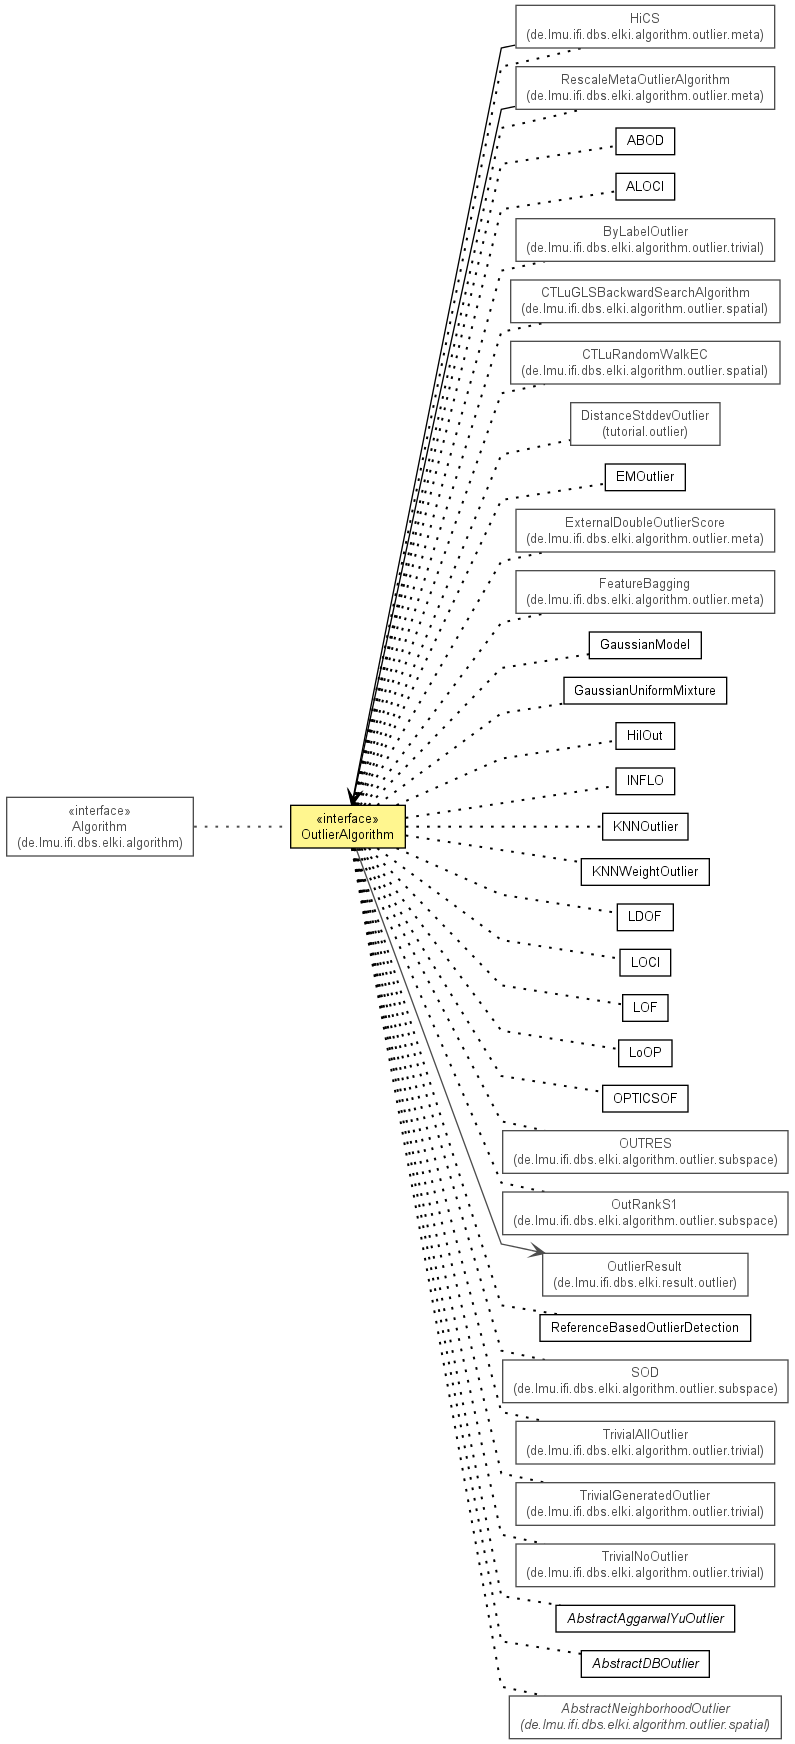 HiCS
(de.lmu.ifi.dbs.elki.algorithm.outlier.meta)
RescaleMetaOutlierAlgorithm
(de.lmu.ifi.dbs.elki.algorithm.outlier.meta)
ABOD
ALOCI
ByLabelOutlier
(de.lmu.ifi.dbs.elki.algorithm.outlier.trivial)
CTLuGLSBackwardSearchAlgorithm
(de.lmu.ifi.dbs.elki.algorithm.outlier.spatial)
CTLuRandomWalkEC
(de.lmu.ifi.dbs.elki.algorithm.outlier.spatial)
DistanceStddevOutlier
(tutorial.outlier)
EMOutlier
ExternalDoubleOutlierScore
(de.lmu.ifi.dbs.elki.algorithm.outlier.meta)
FeatureBagging
(de.lmu.ifi.dbs.elki.algorithm.outlier.meta)
GaussianModel
GaussianUniformMixture
HilOut
INFLO
«interface»
Algorithm
(de.lmu.ifi.dbs.elki.algorithm)
«interface»
OutlierAlgorithm
KNNOutlier
KNNWeightOutlier
LDOF
LOCI
LOF
LoOP
OPTICSOF
OUTRES
(de.lmu.ifi.dbs.elki.algorithm.outlier.subspace)
OutRankS1
(de.lmu.ifi.dbs.elki.algorithm.outlier.subspace)
OutlierResult
(de.lmu.ifi.dbs.elki.result.outlier)
ReferenceBasedOutlierDetection
SOD
(de.lmu.ifi.dbs.elki.algorithm.outlier.subspace)
TrivialAllOutlier
(de.lmu.ifi.dbs.elki.algorithm.outlier.trivial)
TrivialGeneratedOutlier
(de.lmu.ifi.dbs.elki.algorithm.outlier.trivial)
TrivialNoOutlier
(de.lmu.ifi.dbs.elki.algorithm.outlier.trivial)
AbstractAggarwalYuOutlier
AbstractDBOutlier
AbstractNeighborhoodOutlier
(de.lmu.ifi.dbs.elki.algorithm.outlier.spatial)